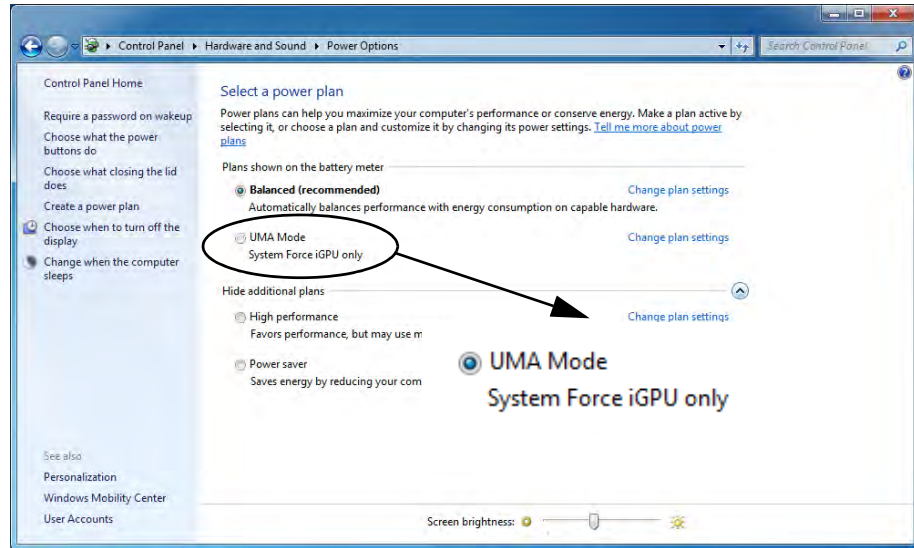 Control Panel Hardware and Sound Power Options Search Control Panel
Control Panel Home
Require a password on wakeup
Choose what the power
buttons do
Choose what closing the lid
does
Create a power plan
Choose when to turn off the
display
Change when the computer
sleeps
See also
Personalization
Windows Mobility Center
User Accounts
Select a power plan
Power plans can help you maximize your computer's performance or conserve energy. Make a plan active by
selecting it, or choose a plan and customize it by changing its power settings. Tell me more about power
plans
Plans shown on the battery meter
Balanced (recommended) Change plan settings
Automatically balances performance with energy consumption on capable hardware.
UMA Mode Change plan settings
System Force iGPU only
Hide additional plans
High performance Change plan settings
Favors performance, but may use m
Power saver
Saves energy by reducing your com
UMA Mode
System Force iGPU only
Screen brightness: